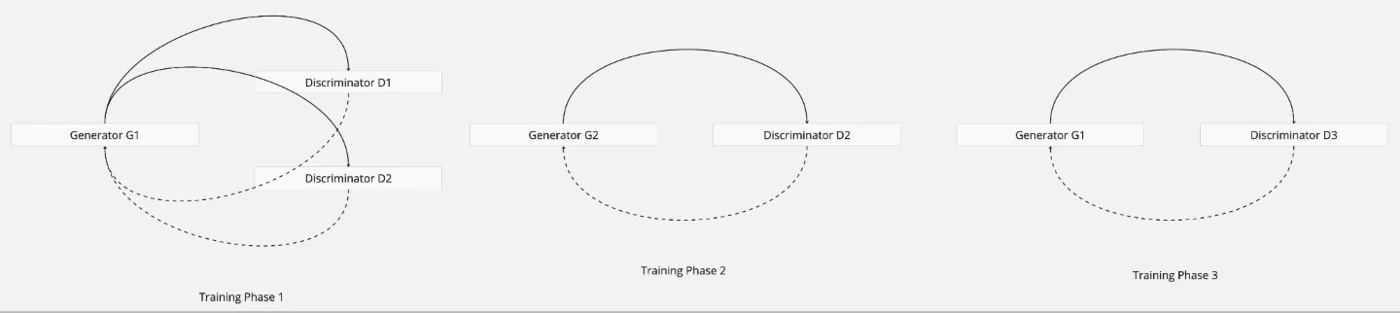 Discriminator D1
Generator G1
Discriminator D2
Training Phase 1
Generator G2
Discriminator D2
Training Phase 2
Generator G1
Discriminator D3
Training Phase 3